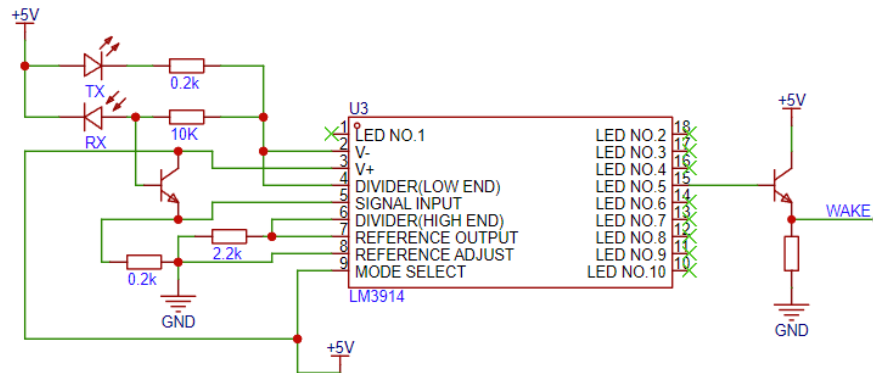 +5V
TX
0.2k
RX
10K
U3
1 LED NO.1
2 V-
3 V+
4 DIVIDER(LOW END)
5 SIGNAL INPUT
6 DIVIDER(HIGH END)
7 REFERENCE OUTPUT
8 REFERENCE ADJUST
9 MODE SELECT
LED NO.2 18
LED NO.3 17
LED NO.4 16
LED NO.5 15
LED NO.6 14
LED NO.7 13
LED NO.8 12
LED NO.9 11
LED NO.10 10
LM3914
2.2k
0.2k
GND
+5V
+5V
WAKE
GND